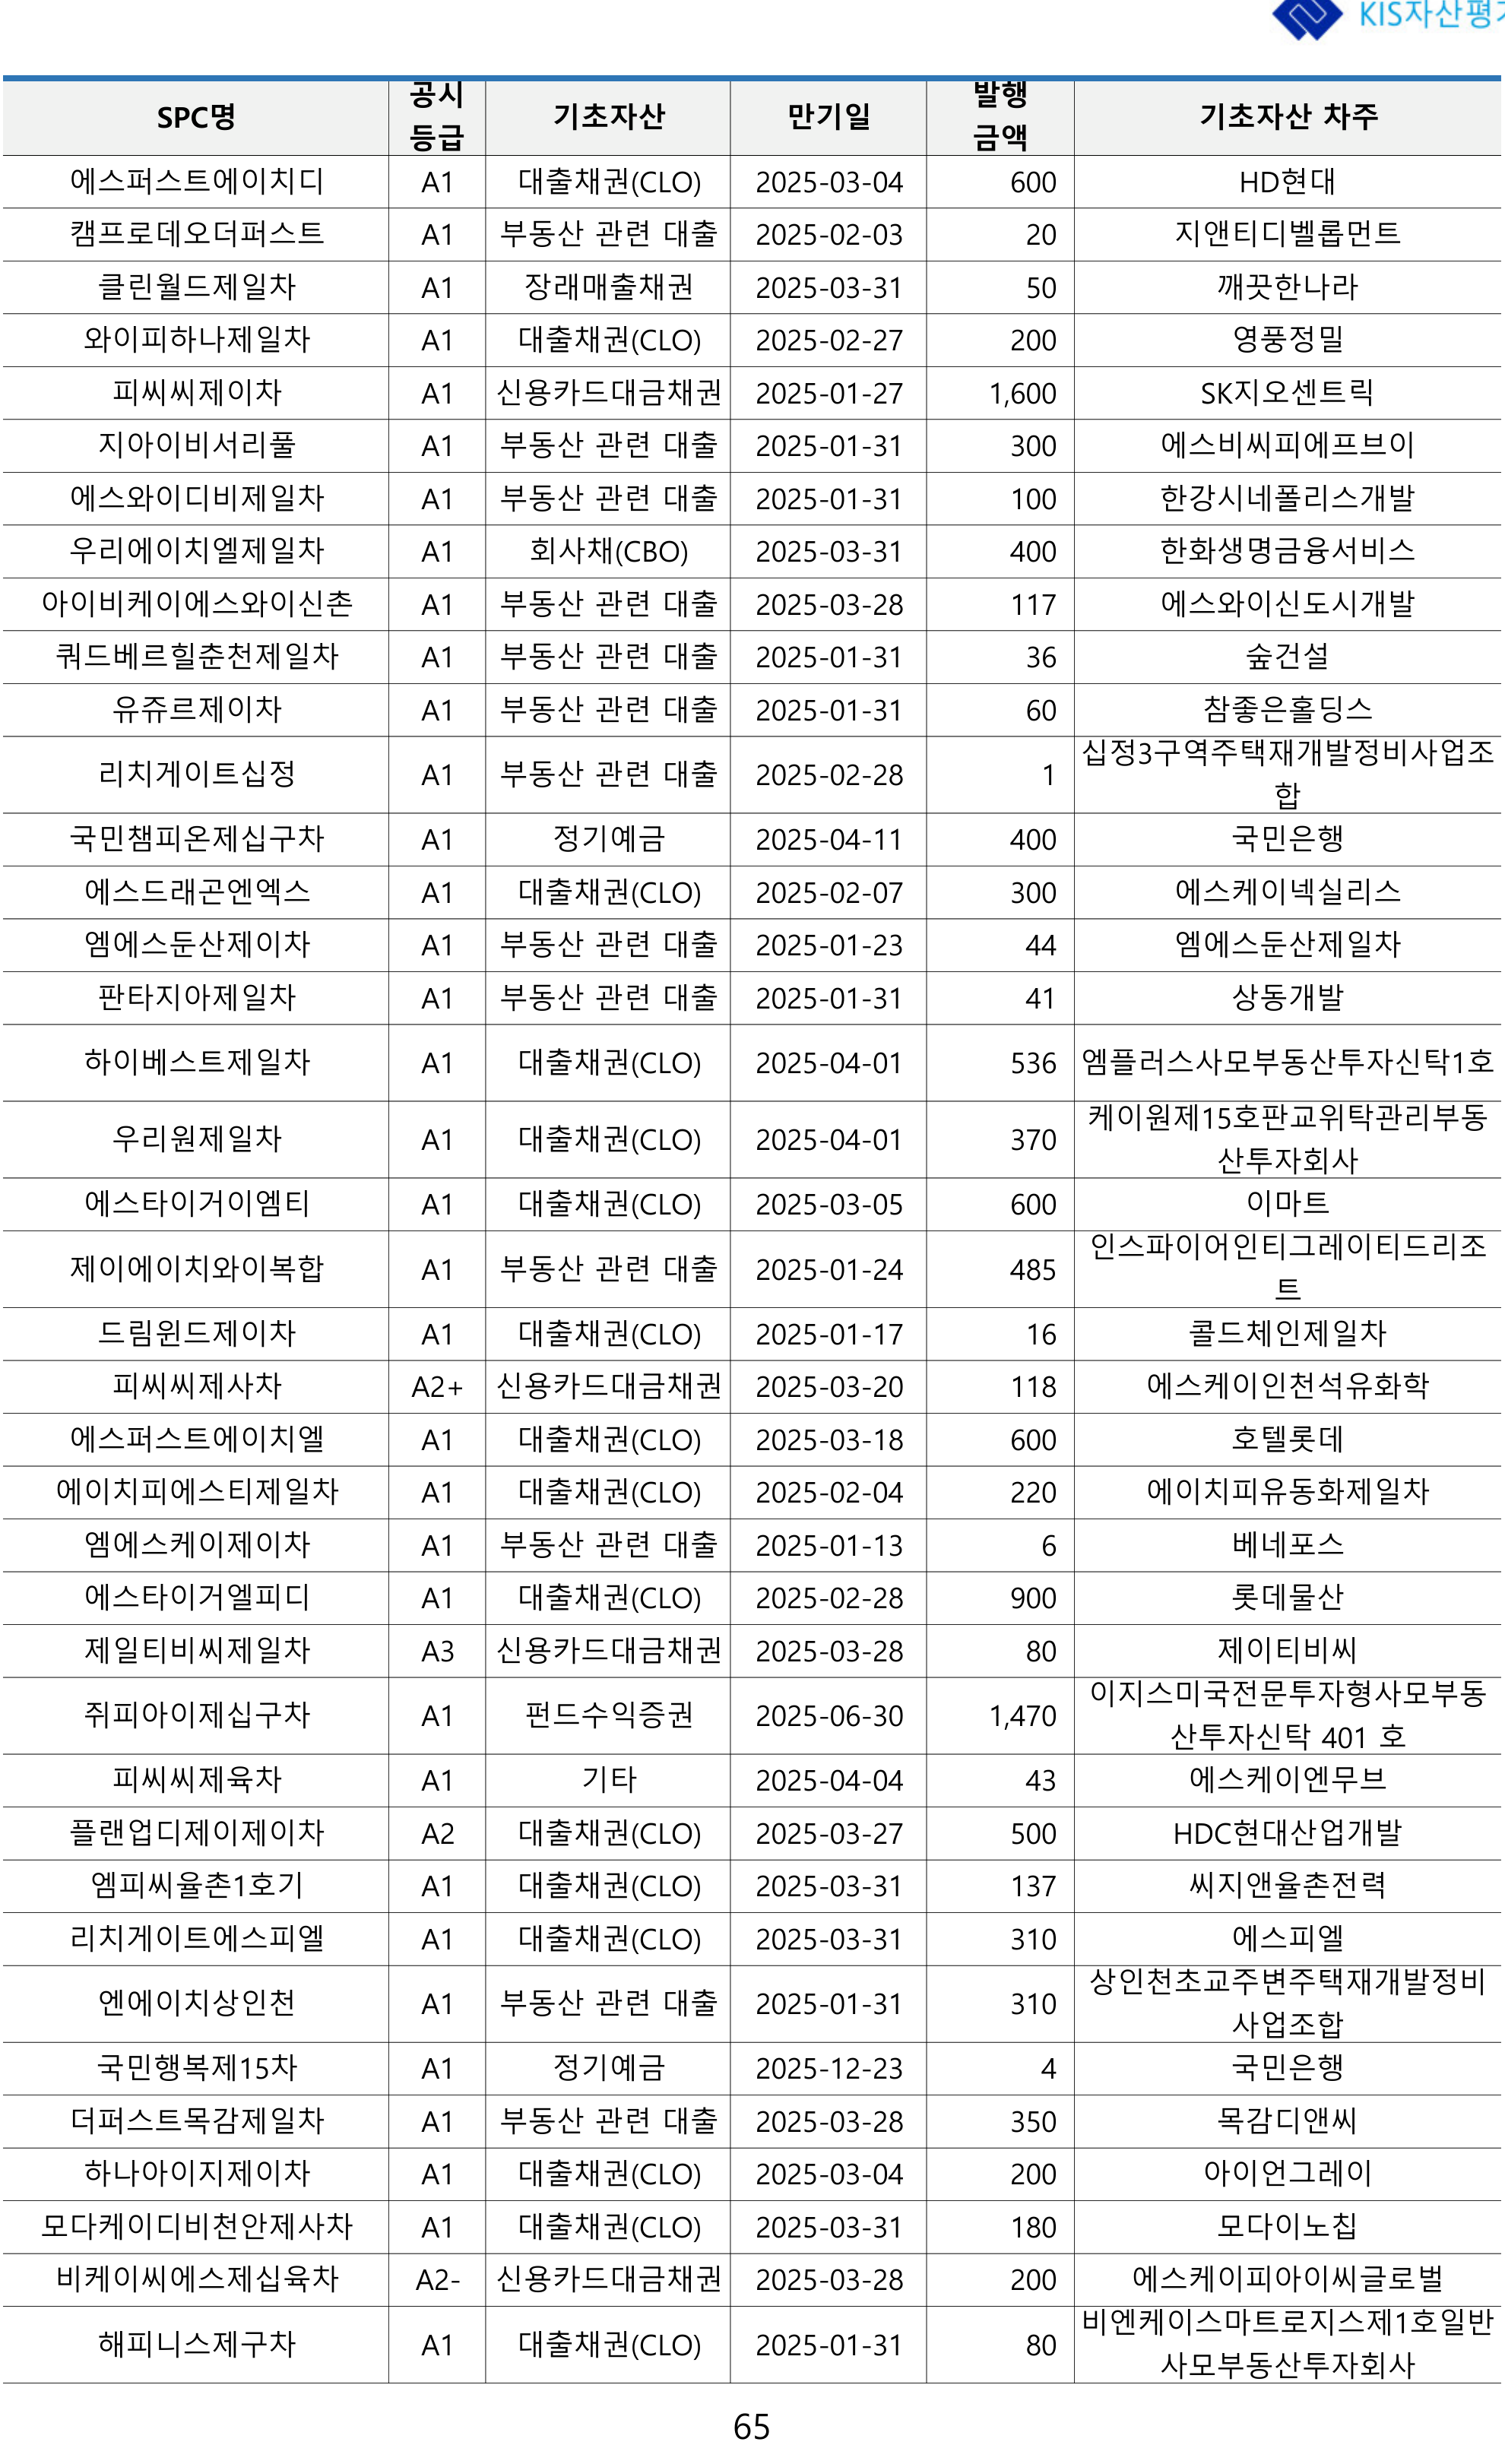 KIS자산평가
SPC명 공시등급 기초자산 만기일 발행금액 기초자산 차주
에스퍼스트에이치디 A1 대출채권(CLO) 2025-03-04 600 HD현대
캠프로데오더퍼스트 A1 부동산 관련 대출 2025-02-03 20 지앤티디벨롭먼트
클린월드제일차 A1 장래매출채권 2025-03-31 50 깨끗한나라
와이피하나제일차 A1 대출채권(CLO) 2025-02-27 200 영풍정밀
피씨씨제이차 A1 신용카드대금채권 2025-01-27 1,600 SK지오센트릭
지아이비서리풀 A1 부동산 관련 대출 2025-01-31 300 에스비씨피에프브이
에스와이디비제일차 A1 부동산 관련 대출 2025-01-31 100 한강시네폴리스개발
우리에이치엘제일차 A1 회사채(CBO) 2025-03-31 400 한화생명금융서비스
아이비케이에스와이신촌 A1 부동산 관련 대출 2025-03-28 117 에스와이신도시개발
쿼드베르힐춘천제일차 A1 부동산 관련 대출 2025-01-31 36 숲건설
유쥬르제이차 A1 부동산 관련 대출 2025-01-31 60 참좋은홀딩스
리치게이트십정 A1 부동산 관련 대출 2025-02-28 1 십정3구역주택재개발정비사업조합
국민챔피온제십구차 A1 정기예금 2025-04-11 400 국민은행
에스드래곤엔엑스 A1 대출채권(CLO) 2025-02-07 300 에스케이넥실리스
엠에스둔산제이차 A1 부동산 관련 대출 2025-01-23 44 엠에스둔산제일차
판타지아제일차 A1 부동산 관련 대출 2025-01-31 41 상동개발
하이베스트제일차 A1 대출채권(CLO) 2025-04-01 536 엠플러스사모부동산투자신탁1호
우리원제일차 A1 대출채권(CLO) 2025-04-01 370 케이원제15호판교위탁관리부동산투자회사
에스타이거이엠티 A1 대출채권(CLO) 2025-03-05 600 이마트
제이에이치와이복합 A1 부동산 관련 대출 2025-01-24 485 인스파이어인티그레이티드리조트
드림윈드제이차 A1 대출채권(CLO) 2025-01-17 16 콜드체인제일차
피씨씨제사차 A2+ 신용카드대금채권 2025-03-20 118 에스케이인천석유화학
에스퍼스트에이치엘 A1 대출채권(CLO) 2025-03-18 600 호텔롯데
에이치피에스티제일차 A1 대출채권(CLO) 2025-02-04 220 에이치피유동화제일차
엠에스케이제이차 A1 부동산 관련 대출 2025-01-13 6 베네포스
에스타이거엘피디 A1 대출채권(CLO) 2025-02-28 900 롯데물산
제일티비씨제일차 A3 신용카드대금채권 2025-03-28 80 제이티비씨
쥐피아이제십구차 A1 펀드수익증권 2025-06-30 1,470 이지스미국전문투자형사모부동산투자신탁 401 호
피씨씨제육차 A1 기타 2025-04-04 43 에스케이엔무브
플랜업디제이제이차 A2 대출채권(CLO) 2025-03-27 500 HDC현대산업개발
엠피씨율촌1호기 A1 대출채권(CLO) 2025-03-31 137 씨지앤율촌전력
리치게이트에스피엘 A1 대출채권(CLO) 2025-03-31 310 에스피엘
엔에이치상인천 A1 부동산 관련 대출 2025-01-31 310 상인천초교주변주택재개발정비사업조합
국민행복제15차 A1 정기예금 2025-12-23 4 국민은행
더퍼스트목감제일차 A1 부동산 관련 대출 2025-03-28 350 목감디앤씨
하나아이지제이차 A1 대출채권(CLO) 2025-03-04 200 아이언그레이
모다케이디비천안제사차 A1 대출채권(CLO) 2025-03-31 180 모다이노칩
비케이씨에스제십육차 A2- 신용카드대금채권 2025-03-28 200 에스케이피아이씨글로벌
해피니스제구차 A1 대출채권(CLO) 2025-01-31 80 비엔케이스마트로지스제1호일반사모부동산투자회사
65